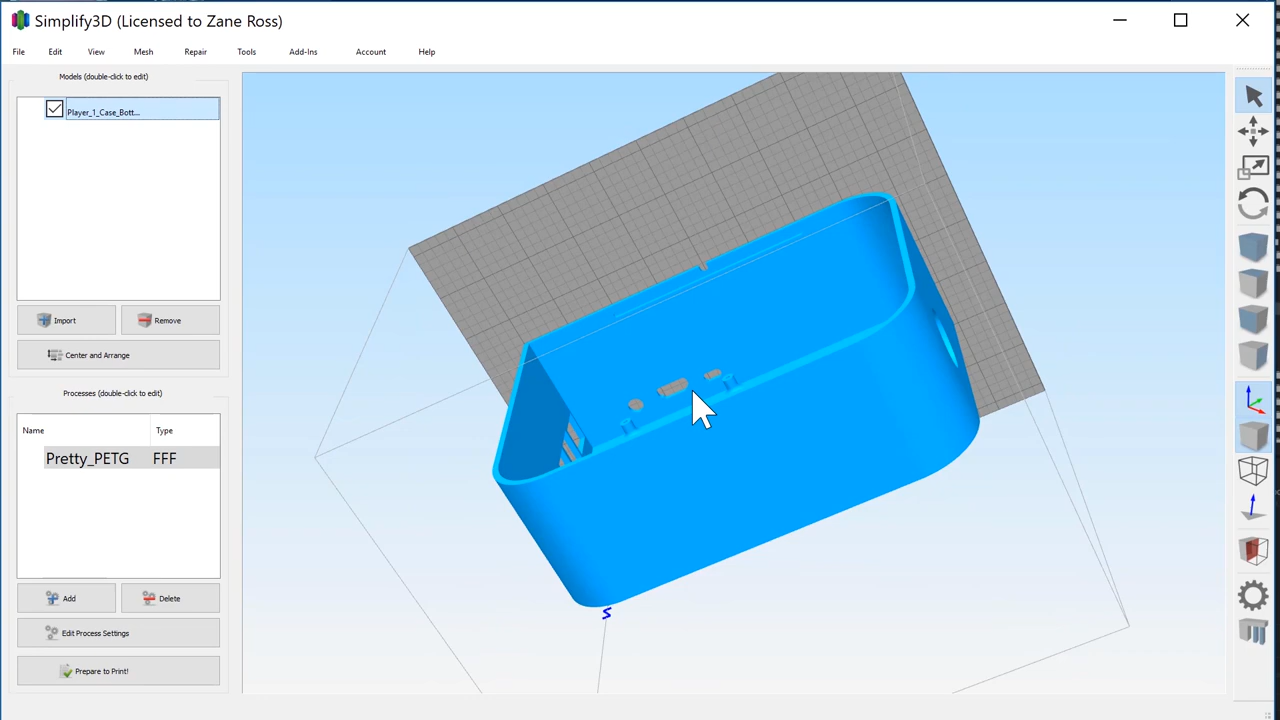 Simplify3D (Licensed to Zane Ross)
File Edit View Mesh Repair Tools Add-Ins Account Help
Models (double-click to edit)
Player_1_Case_Bott...
Import Remove
Center and Arrange
Processes (double-click to edit)
Name Type
Pretty_PETG FFF
Add Delete
Edit Process Settings
Prepare to Print!